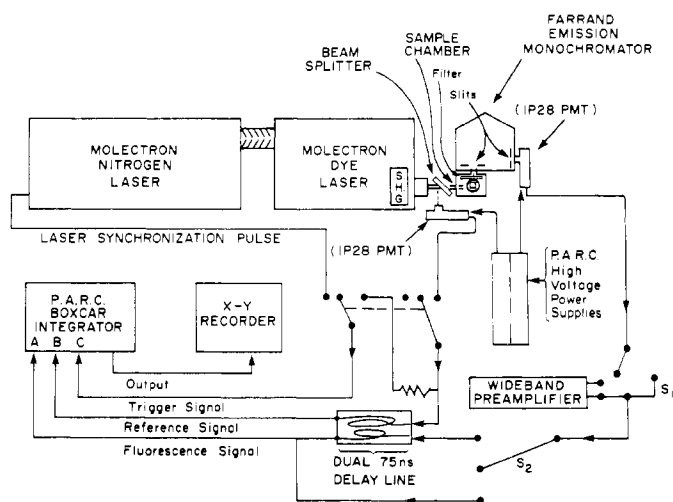 FARRAND
EMISSION
MONOCHROMATOR
SAMPLE
CHAMBER
BEAM
SPLITTER
Filter
Slits
(IP28 PMT)
MOLECTRON
NITROGEN
LASER
MOLECTRON
DYE
LASER
S
H
G
LASER SYNCHRONIZATION PULSE
(IP28 PMT)
P.A.R.C.
High
Voltage
Power
Supplies
P.A.R.C.
BOXCAR
INTEGRATOR
A B C
X-Y
RECORDER
Output
Trigger Signal
Reference Signal
Fluorescence Signal
DUAL 75ns
DELAY LINE
WIDEBAND
PREAMPLIFIER
S₂